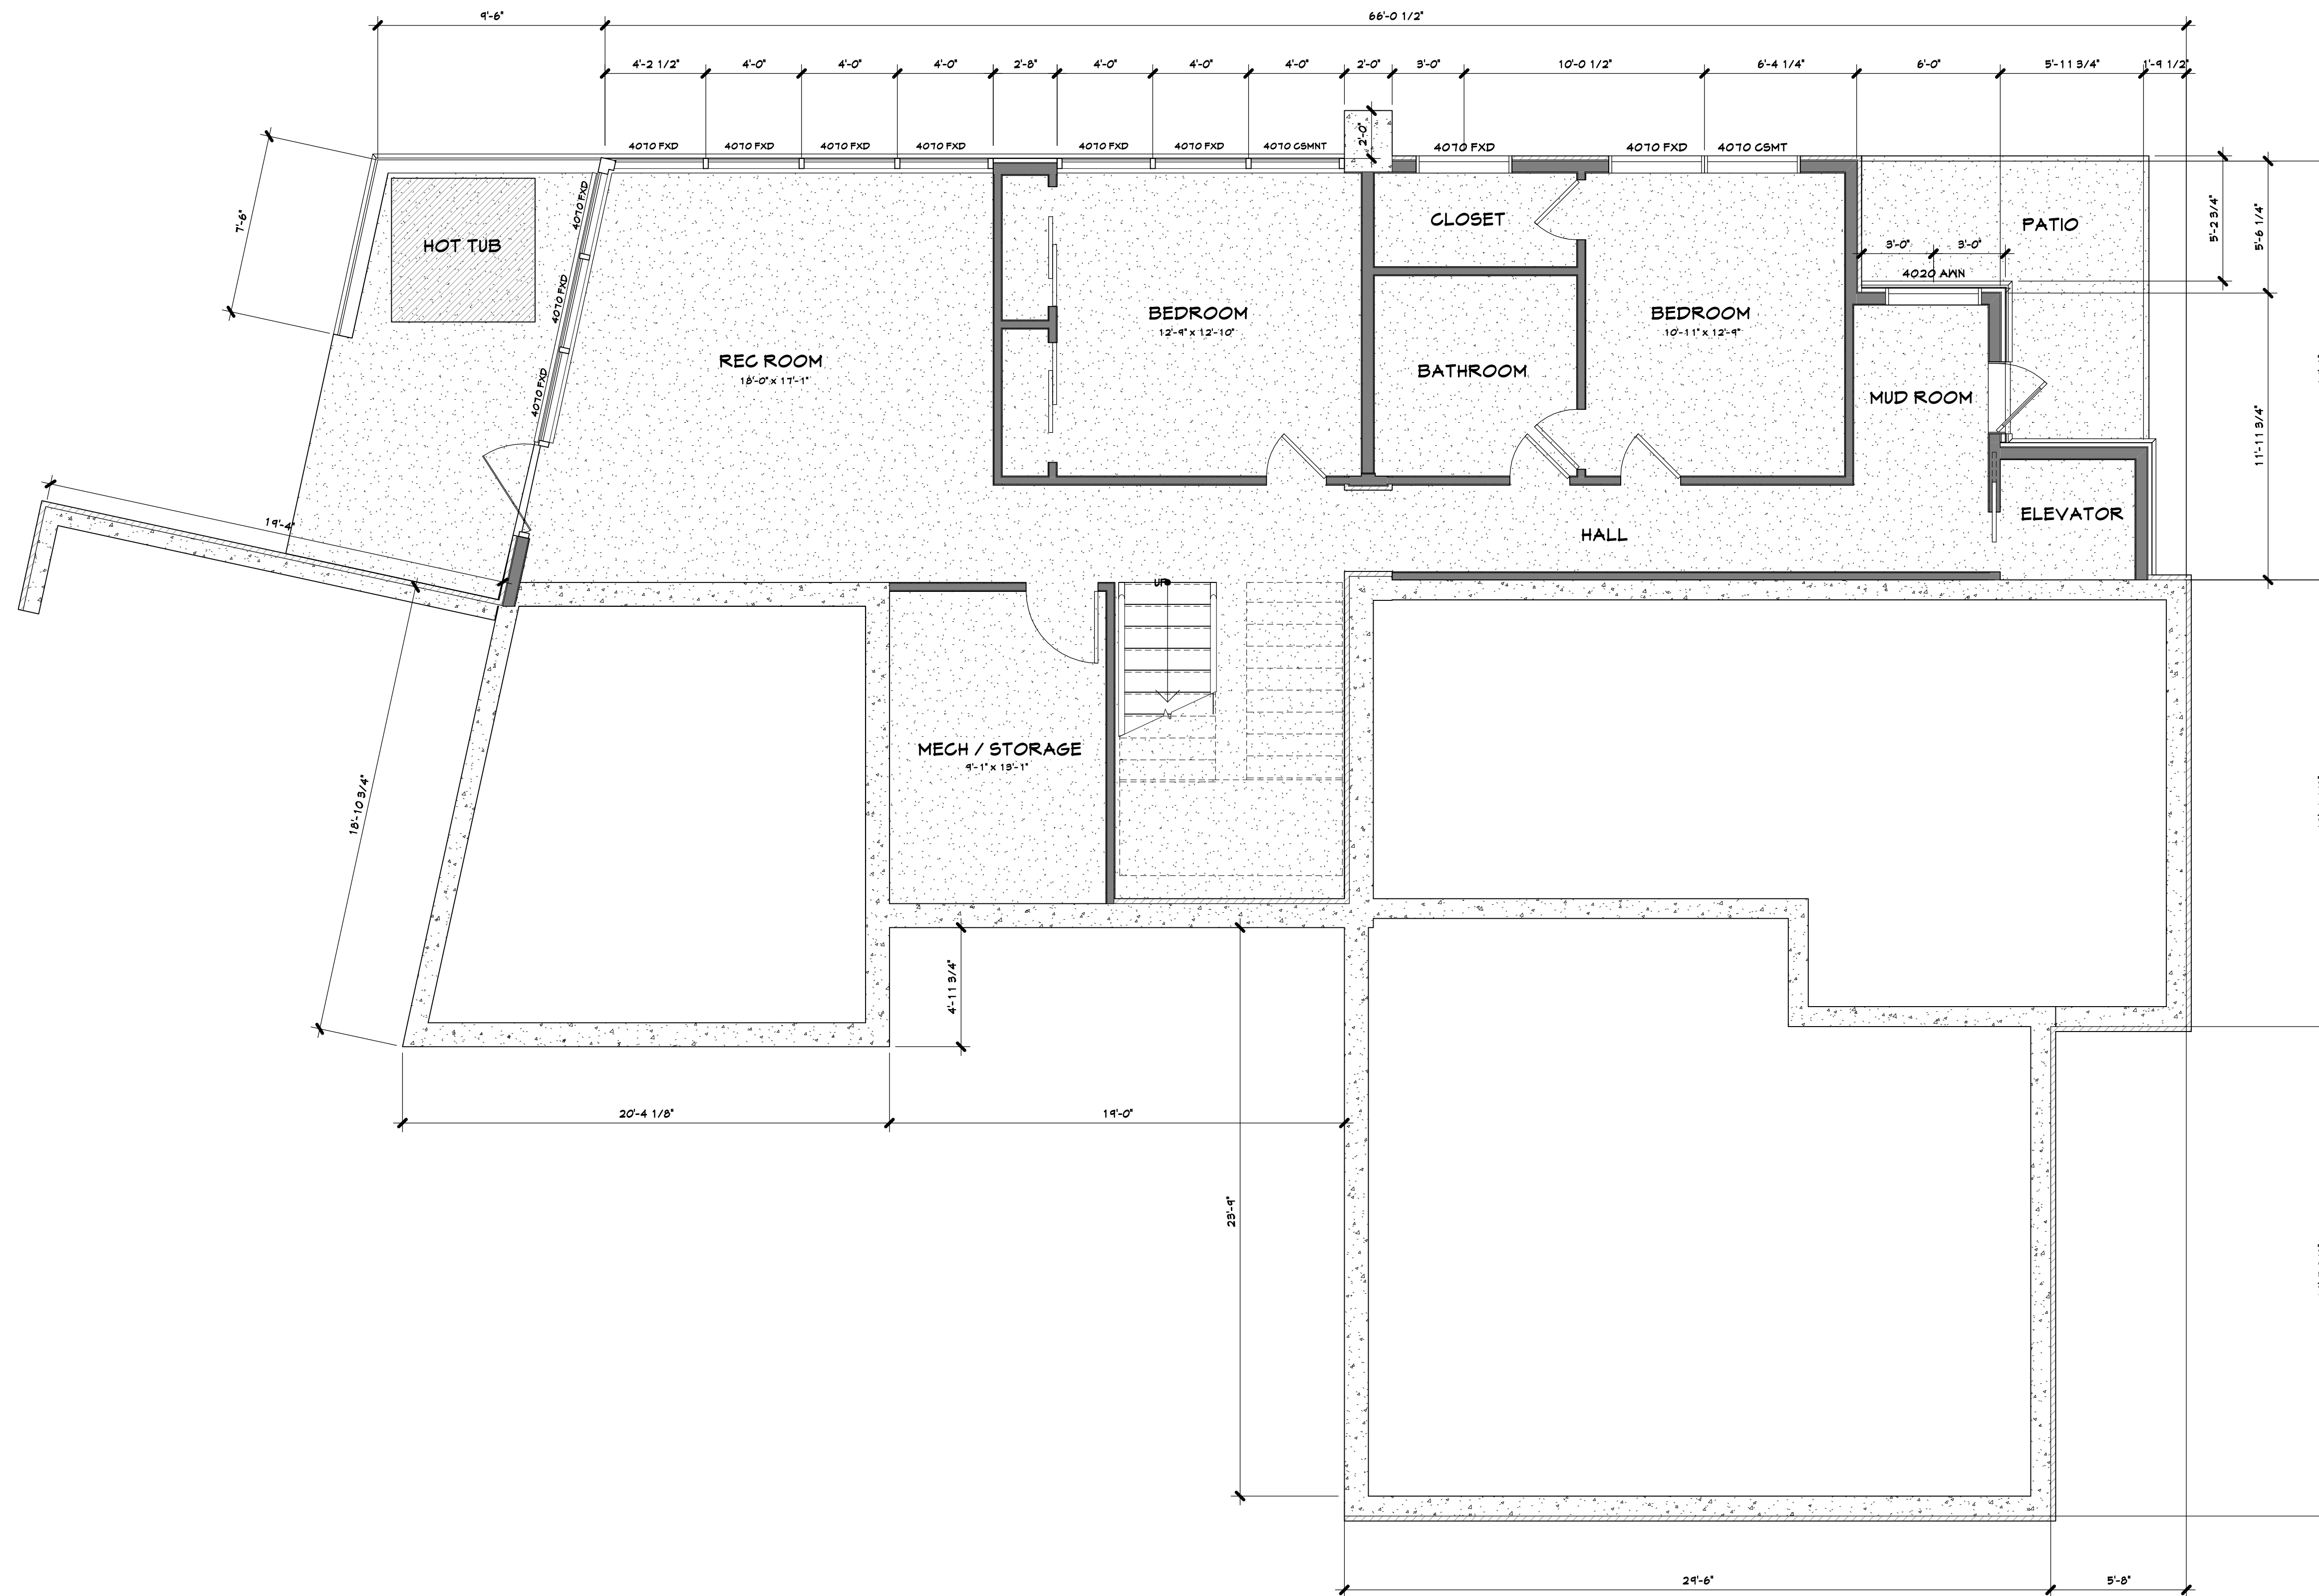 9'-6"
66'-0 1/2"
4'-2 1/2"
4'-0"
4'-0"
4'-0"
2'-8"
4'-0"
4'-0"
4'-0"
2'-0"
3'-0"
10'-0 1/2"
6'-4 1/4"
6'-0"
5'-11 3/4"
1'-9 1/2"
2'-0"
4070 FXD
4070 FXD
4070 FXD
4070 FXD
4070 FXD
4070 FXD
4070 CSMNT
4070 FXD
4070 FXD
4070 CSMT
7'-6"
HOT TUB
4070 FXD
4070 FXD
4070 FXD
REC ROOM
18'-0" x 17'-1"
BEDROOM
12'-9" x 12'-10"
CLOSET
BATHROOM
BEDROOM
10'-11" x 12'-9"
PATIO
3'-0"
3'-0"
4020 AWN
MUD ROOM
5'-2 3/4"
5'-6 1/4"
11'-11 3/4"
ELEVATOR
HALL
19'-4"
UP
18'-10 3/4"
MECH / STORAGE
9'-1" x 13'-1"
4'-11 3/4"
20'-4 1/8"
19'-0"
23'-9"
29'-6"
5'-8"